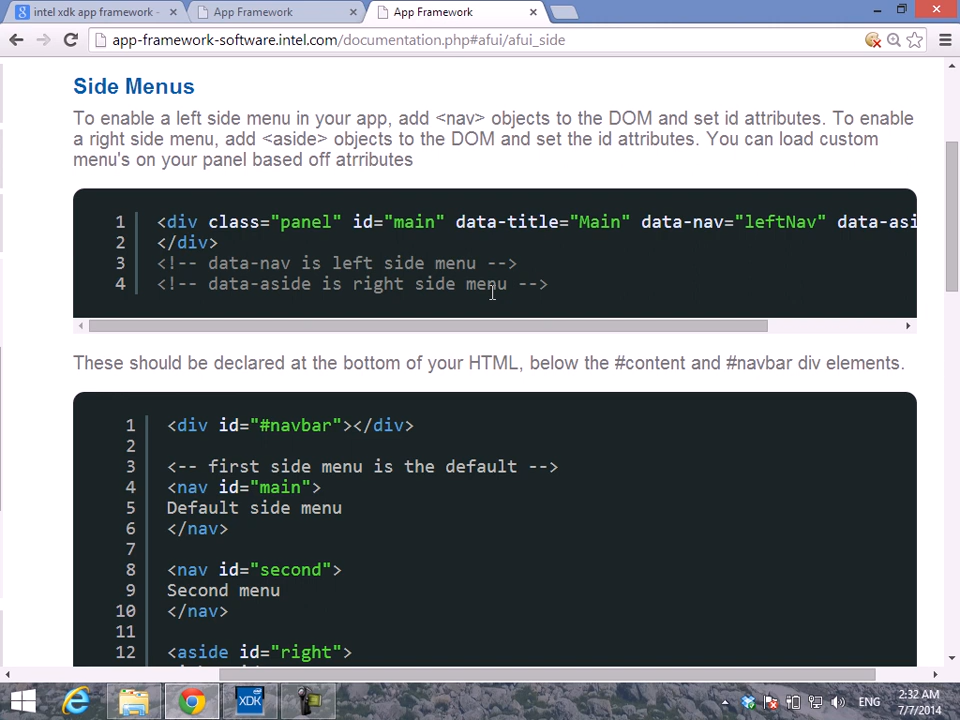 intel xdk app framework -
App Framework
App Framework
app-framework-software.intel.com/documentation.php#afui/afui_side
Side Menus
To enable a left side menu in your app, add <nav> objects to the DOM and set id attributes. To enable
a right side menu, add <aside> objects to the DOM and set the id attributes. You can load custom
menu's on your panel based off atrributes
1 <div class="panel" id="main" data-title="Main" data-nav="leftNav" data-asi
2 </div>
3 <!-- data-nav is left side menu -->
4 <!-- data-aside is right side menu -->
These should be declared at the bottom of your HTML, below the #content and #navbar div elements.
1 <div id="#navbar"></div>
2
3 <-- first side menu is the default -->
4 <nav id="main">
5 Default side menu
6 </nav>
7
8 <nav id="second">
9 Second menu
10 </nav>
11
12 <aside id="right">
XDK
ENG
2:32 AM
7/7/2014